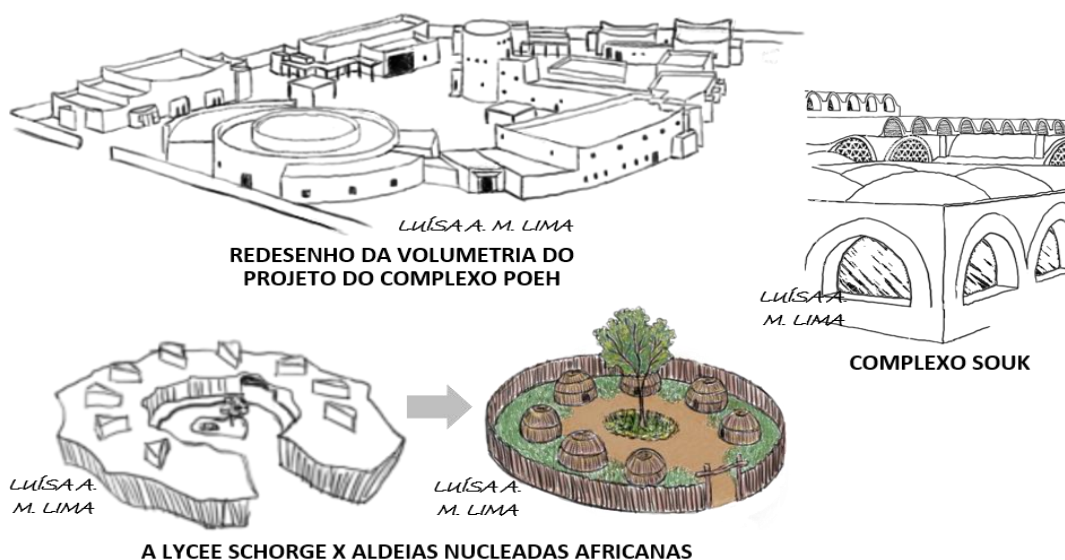 LUÍSA A. M. LIMA
REDESENHO DA VOLUMETRIA DO
PROJETO DO COMPLEXO POEH
LUÍSA A.
M. LIMA
COMPLEXO SOUK
LUÍSA A.
M. LIMA
LUÍSA A.
M. LIMA
A LYCEE SCHORGE X ALDEIAS NUCLEADAS AFRICANAS